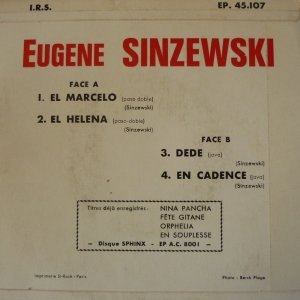 I.R.S. EP. 45.107
EUGENE SINZEWSKI
FACE A
1. EL MARCELO (paso-doble)
(Sinzewski)
2. EL HELENA (paso-doble)
(Sinzewski)
FACE B
3. DEDE (java)
Sinzewski)
4. EN CADENCE (java)
(Sinzewski)
Titres déjà enregistrés: NINA PANCHA
FÊTE GITANE
ORPHELIA
EN SOUPLESSE
— Disque SPHINX - EP A.C. 8001 —
Photo - Berck Plage